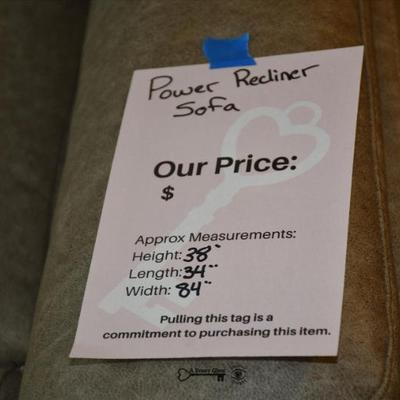 Power Recliner
Sofa
Our Price:
$
Approx Measurements:
Height: 38"
Length: 34"
Width: 84"
Pulling this tag is a
commitment to purchasing this item.